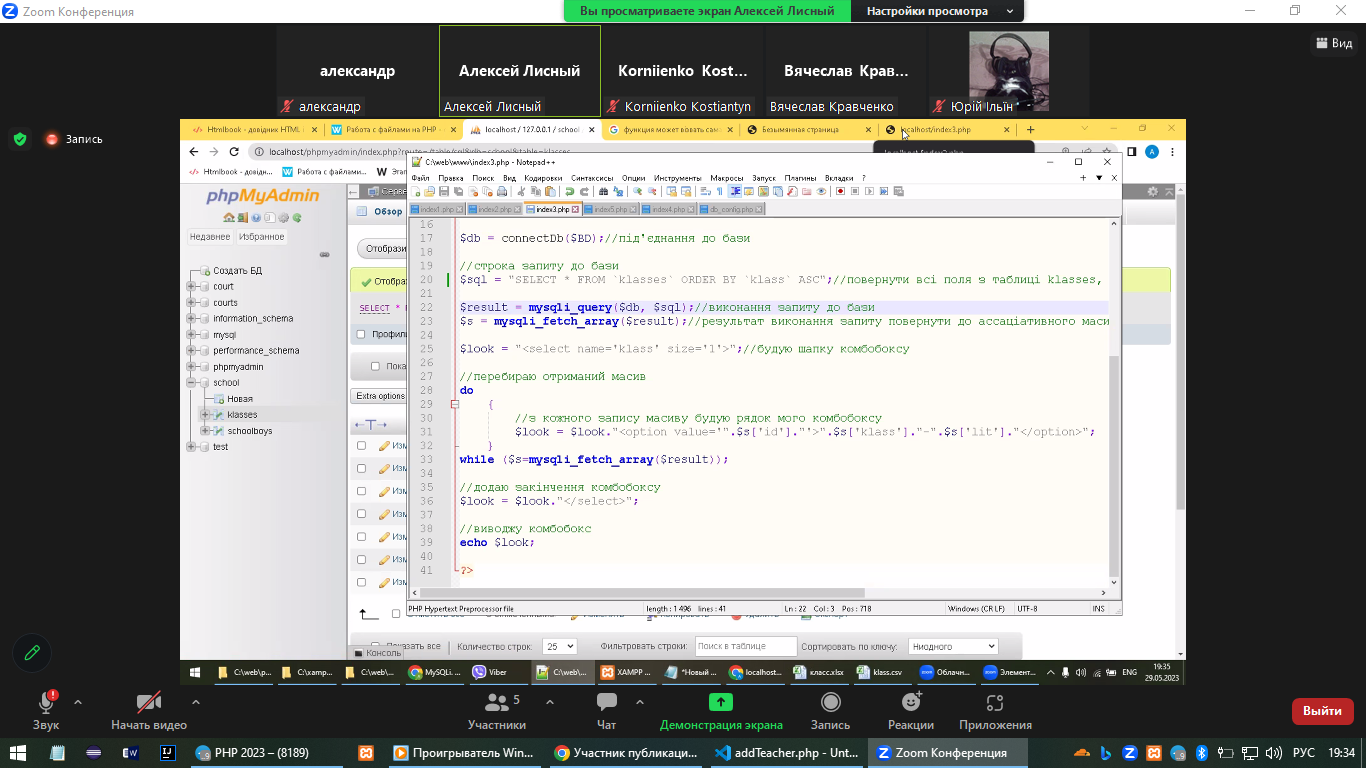 Zoom Конференция
Вы просматриваете экран Алексей Лисный
Настройки просмотра
Вид
александр
Алексей Лисный
Korniienko Kost...
Вячеслав Крав...
александр
Алексей Лисный
Korniienko Kostiantyn
Вячеслав Кравченко
Юрій Ільїн
Запись
Htmlbook - довідник HTML і
Работа с файлами на PHP -
localhost / 127.0.0.1 / school
функция может вовать сам
Безымянная страница
localhost/index3.php
localhost/phpmyadmin/index.php?route=/table/sql&db=school&table=klasses
Htmlbook - довідн...
Работа с файлами...
phpMyAdmin
Недавнее
Избранное
Создать БД
court
courts
information_schema
mysql
performance_schema
phpmyadmin
school
Новая
klasses
schoolboys
test
Обзор
Extra options
SELECT *
C:\web\www\index3.php - Notepad++
Файл Правка Поиск Вид Кодировки Синтаксисы Опции Инструменты Макросы Запуск Плагины Вкладки ?
index1.php
index2.php
index3.php
index5.php
index4.php
db_config.php
16
17 $db = connectDb($BD);//під'єднання до бази
18
19 //строка запиту до бази
20 $sql = "SELECT * FROM `klasses` ORDER BY `klass` ASC";//повернути всі поля з таблиці klasses,
21
22 $result = mysqli_query($db, $sql);//виконання запиту до бази
23 $s = mysqli_fetch_array($result);//результат виконання запиту повернути до ассаціативного маси
24
25 $look = "<select name='klass' size='1'>";//будую шапку комбобоксу
26
27 //перебираю отриманий масив
28 do
29 {
30 //з кожного запису масиву будую рядок мого комбобоксу
31 $look = $look."<option value='".$s['id']."'>".$s['klass']."-".$s['lit']."</option>";
32 }
33 while ($s=mysqli_fetch_array($result));
34
35 //додаю закінчення комбобоксу
36 $look = $look."</select>";
37
38 //виводжу комбобокс
39 echo $look;
40
41 ?>
PHP Hypertext Preprocessor file
length : 1 496 lines : 41
Ln : 22 Col : 3 Pos : 718
Windows (CR LF)
UTF-8
INS
Показать все
Количество строк:
25
Фильтровать строки:
Поиск в таблице
Сортировать по ключу:
Ниодного
Консоль
C:\web\p...
C:\xamp...
C:\web\...
MySQLi...
Viber
C:\web\...
XAMPP ...
*Новый ...
localhost...
класс.xlsx
klass.csv
Облачн...
Элемент...
ENG
19:35
29.05.2023
Звук
Начать видео
Участники
5
Чат
Демонстрация экрана
Запись
Реакции
Приложения
Выйти
PHP 2023 – (8189)
Проигрыватель Win...
Участник публикаци...
addTeacher.php - Unt...
Zoom Конференция
РУС
19:34